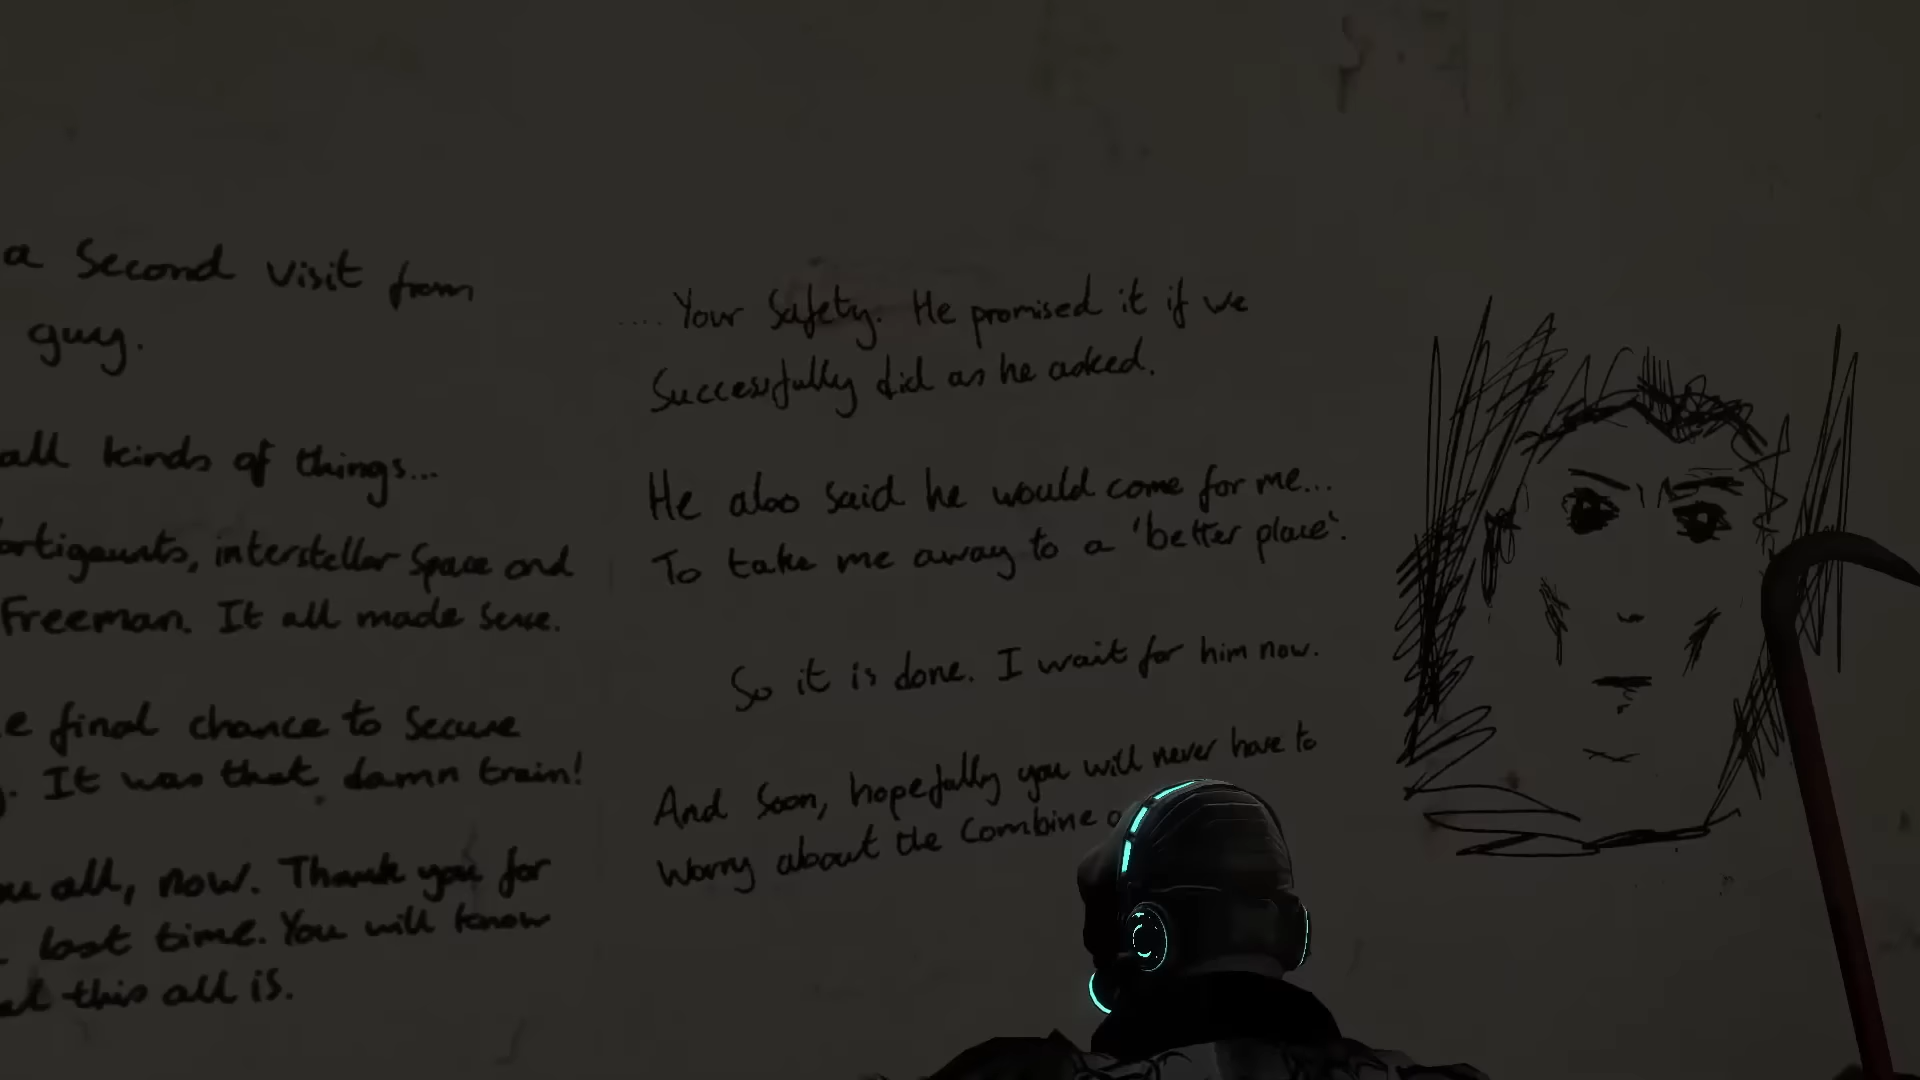 a second visit from
guy.
all kinds of things...
ortigaunts, interstellar space and
Freeman. It all made sense.
e final chance to secure
. It was that damn train!
ou all, now. Thank you for
last time. You will know
this all is.
.... Your safety. He promised it if we
successfully did as he asked.
He also said he would come for me...
To take me away to a 'better place'.
So it is done. I wait for him now.
And soon, hopefully you will never have to
worry about the Combine